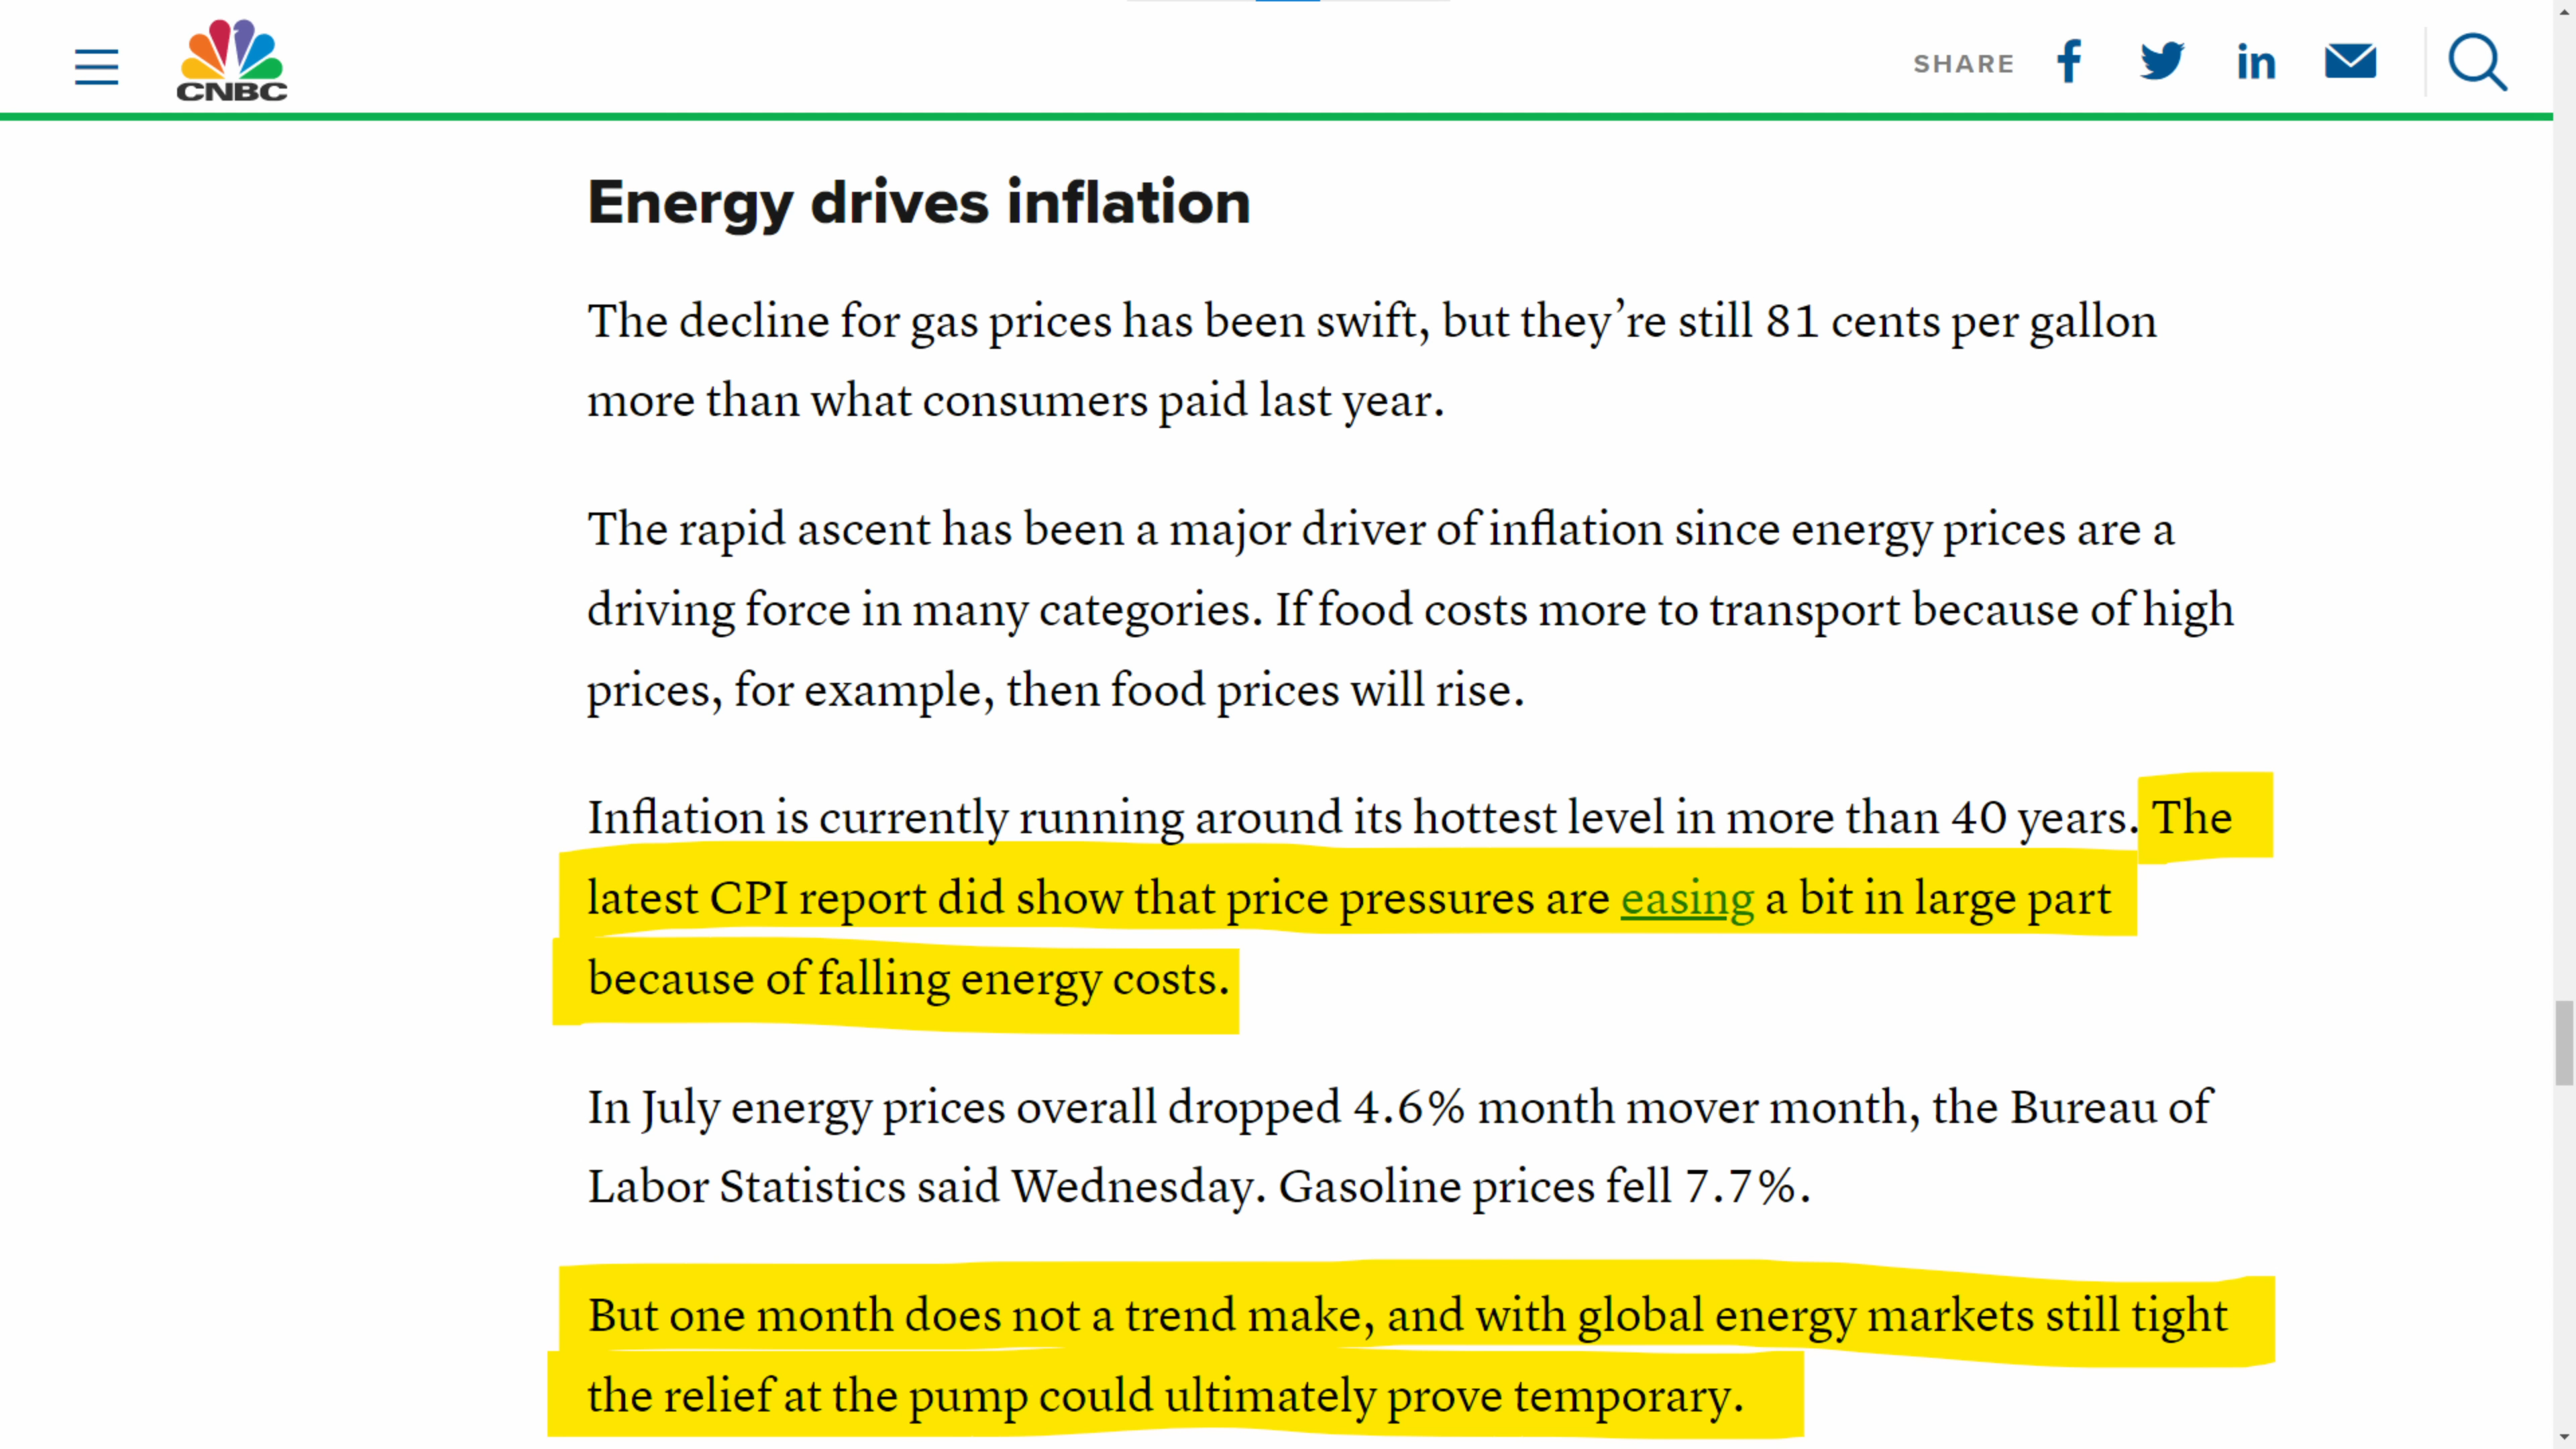 CNBC
SHARE
Energy drives inflation
The decline for gas prices has been swift, but they’re still 81 cents per gallon
more than what consumers paid last year.
The rapid ascent has been a major driver of inflation since energy prices are a
driving force in many categories. If food costs more to transport because of high
prices, for example, then food prices will rise.
Inflation is currently running around its hottest level in more than 40 years. The
latest CPI report did show that price pressures are easing a bit in large part
because of falling energy costs.
In July energy prices overall dropped 4.6% month mover month, the Bureau of
Labor Statistics said Wednesday. Gasoline prices fell 7.7%.
But one month does not a trend make, and with global energy markets still tight
the relief at the pump could ultimately prove temporary.